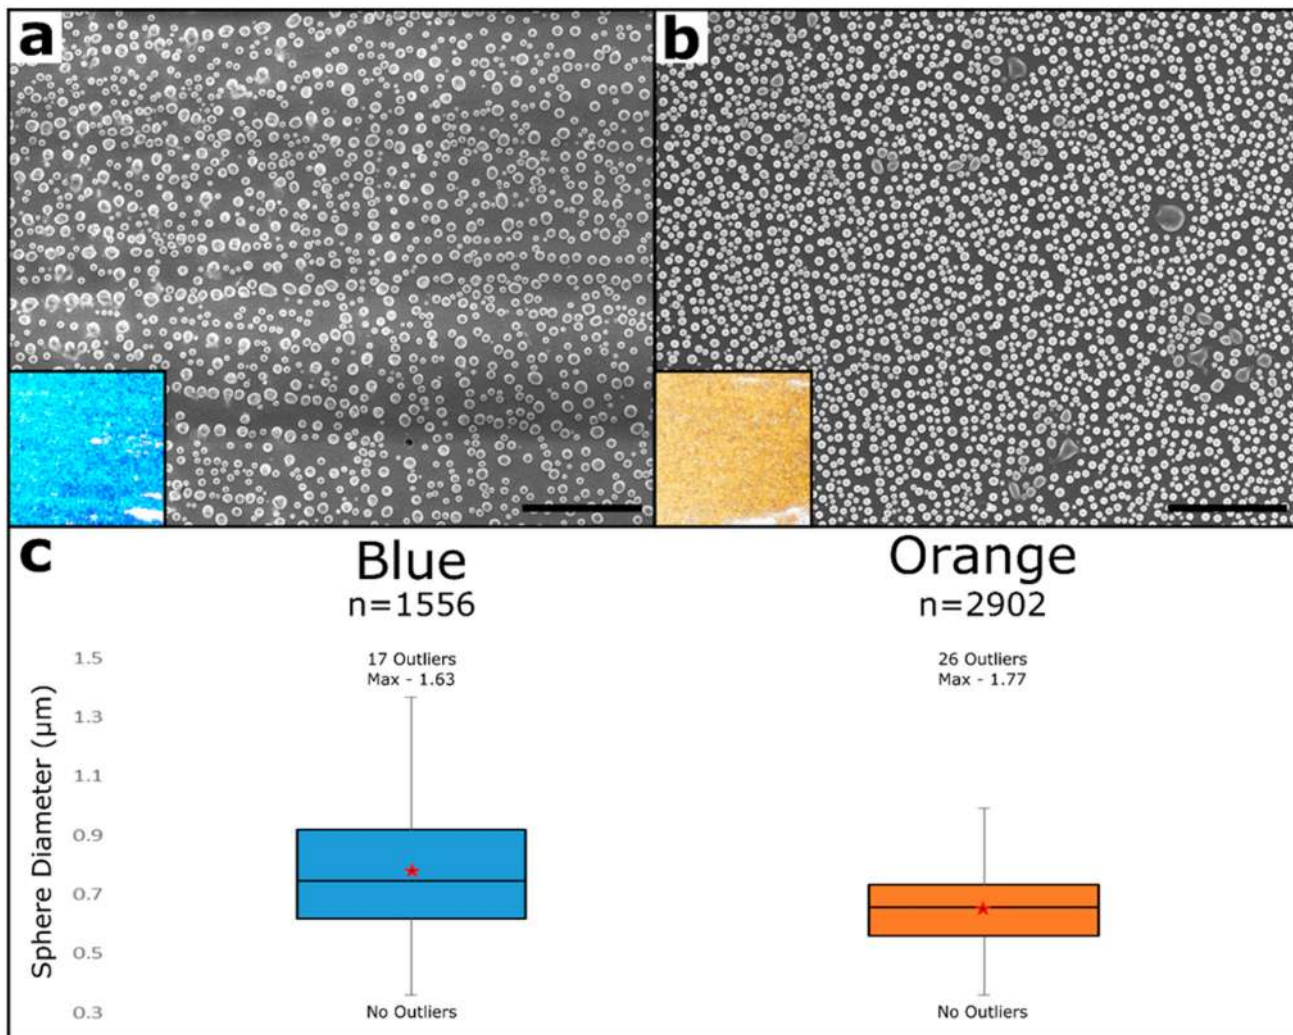 a
b
c
Blue
n=1556
Orange
n=2902
17 Outliers
Max - 1.63
26 Outliers
Max - 1.77
Sphere Diameter (μm)
1.5
1.3
1.1
0.9
0.7
0.5
0.3
No Outliers
No Outliers